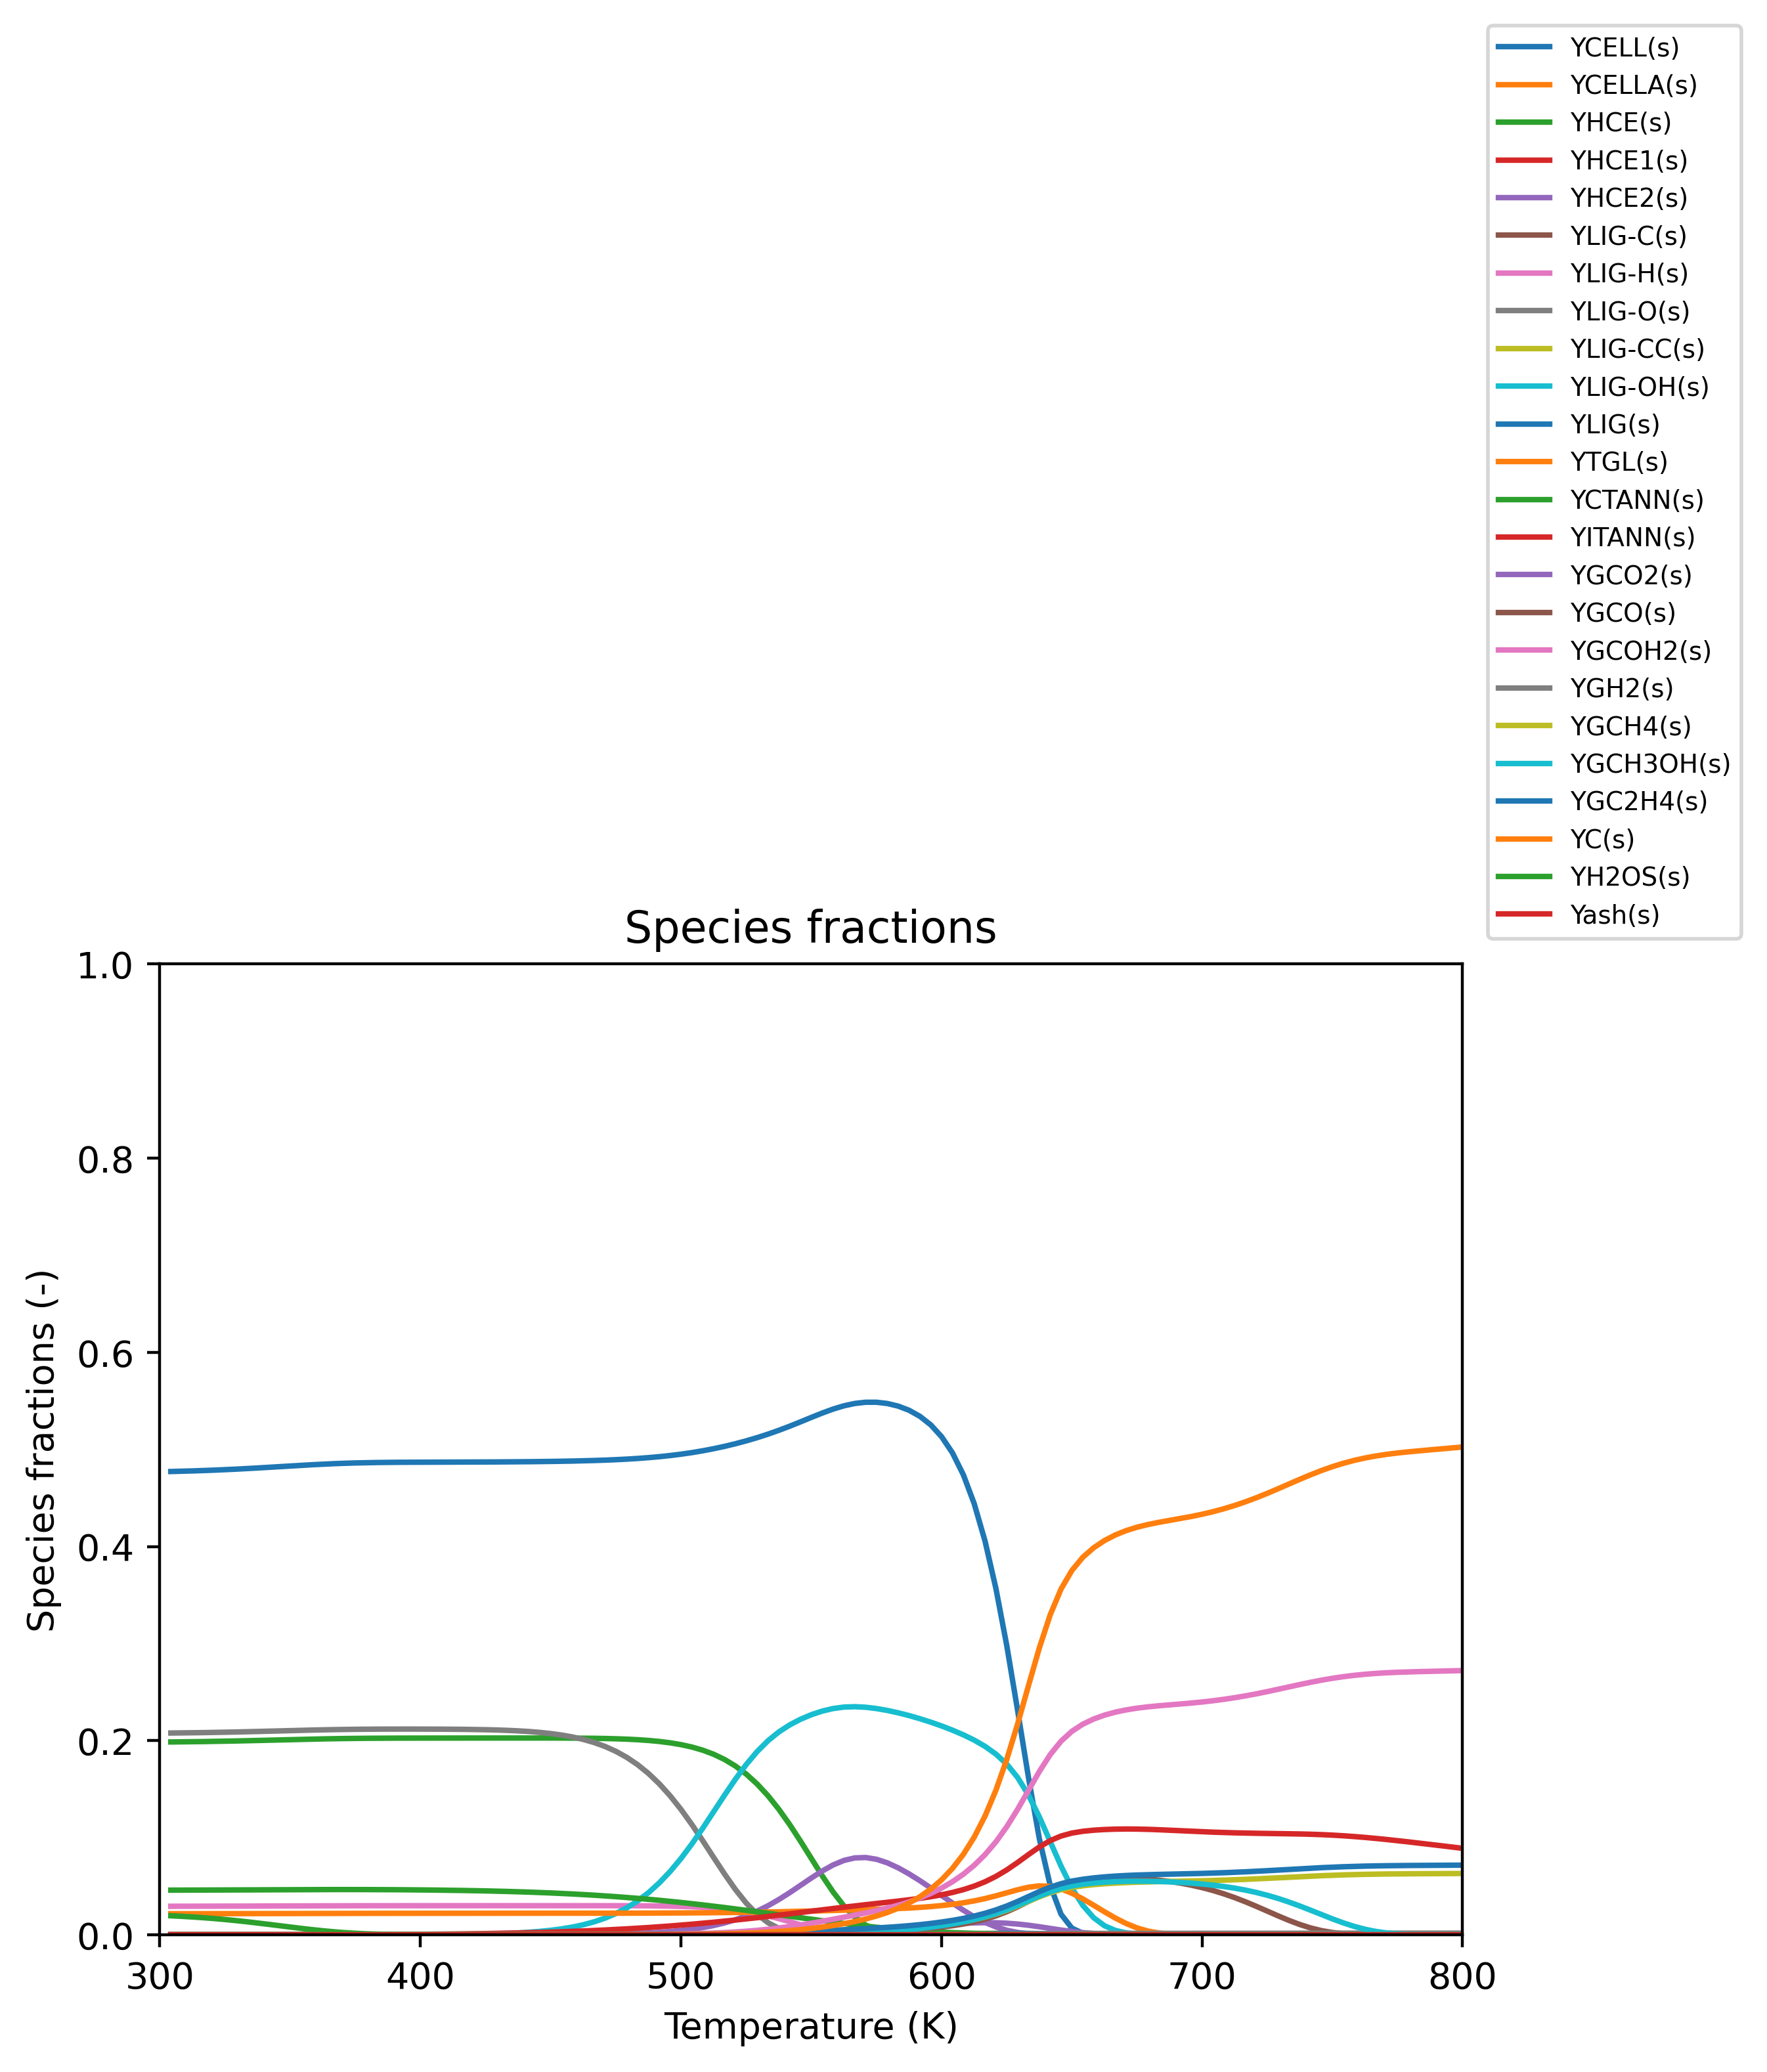 YCELL(s)
YCELLA(s)
YHCE(s)
YHCE1(s)
YHCE2(s)
YLIG-C(s)
YLIG-H(s)
YLIG-O(s)
YLIG-CC(s)
YLIG-OH(s)
YLIG(s)
YTGL(s)
YCTANN(s)
YITANN(s)
YGCO2(s)
YGCO(s)
YGCOH2(s)
YGH2(s)
YGCH4(s)
YGCH3OH(s)
YGC2H4(s)
YC(s)
YH2OS(s)
Yash(s)
Species fractions
1.0
0.8
0.6
0.4
0.2
0.0
Species fractions (-)
300 400 500 600 700 800
Temperature (K)